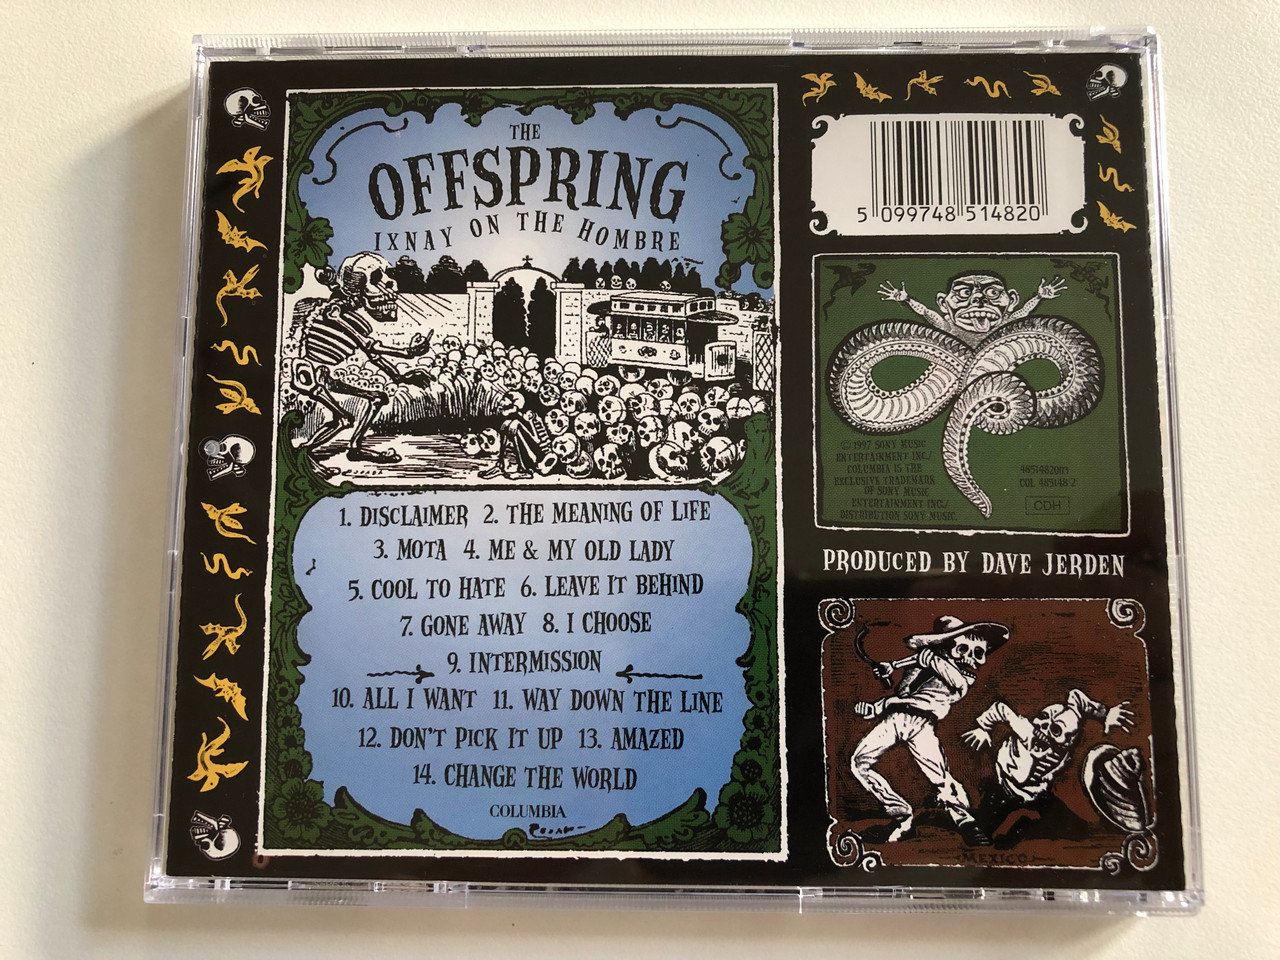 THE
OFFSPRING
IXNAY ON THE HOMBRE
1. DISCLAIMER 2. THE MEANING OF LIFE
3. MOTA 4. ME & MY OLD LADY
5. COOL TO HATE 6. LEAVE IT BEHIND
7. GONE AWAY 8. I CHOOSE
9. INTERMISSION
10. ALL I WANT 11. WAY DOWN THE LINE
12. DON'T PICK IT UP 13. AMAZED
14. CHANGE THE WORLD
COLUMBIA
5 099748 514820
© 1997 SONY MUSIC
ENTERTAINMENT INC./
COLUMBIA IS THE
EXCLUSIVE TRADEMARK
OF SONY MUSIC
ENTERTAINMENT INC./
DISTRIBUTION SONY MUSIC.
4851482003
COL 485148 2
CDH
PRODUCED BY DAVE JERDEN
MEXICO